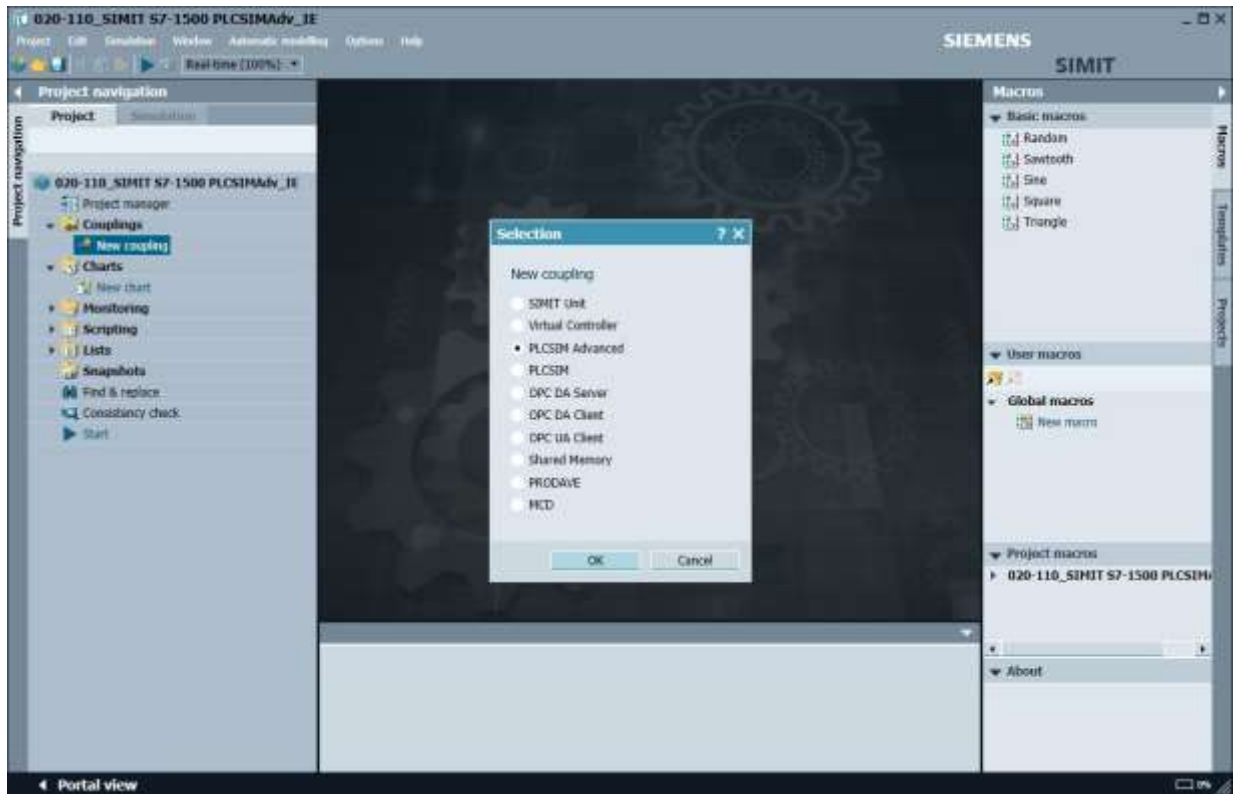 020-110_SIMIT S7-1500 PLCSIMAdv_IE
Project Edit Simulation Window Automatic modelling Options Help
SIEMENS
SIMIT
Real-time (100%)
Project navigation
Project Simulation
Project navigation
020-110_SIMIT S7-1500 PLCSIMAdv_IE
Project manager
Couplings
New coupling
Charts
New chart
Monitoring
Scripting
Lists
Snapshots
Find & replace
Consistency check
Start
Selection ? ×
New coupling
SIMIT Unit
Virtual Controller
PLCSIM Advanced
PLCSIM
OPC DA Server
OPC DA Client
OPC UA Client
Shared Memory
PRODAVE
MCD
OK Cancel
Macros
Basic macros
Random
Sawtooth
Sine
Square
Triangle
User macros
Global macros
New macro
Project macros
020-110_SIMIT S7-1500 PLCSIM
About
Macros
Templates
Projects
Portal view
0%